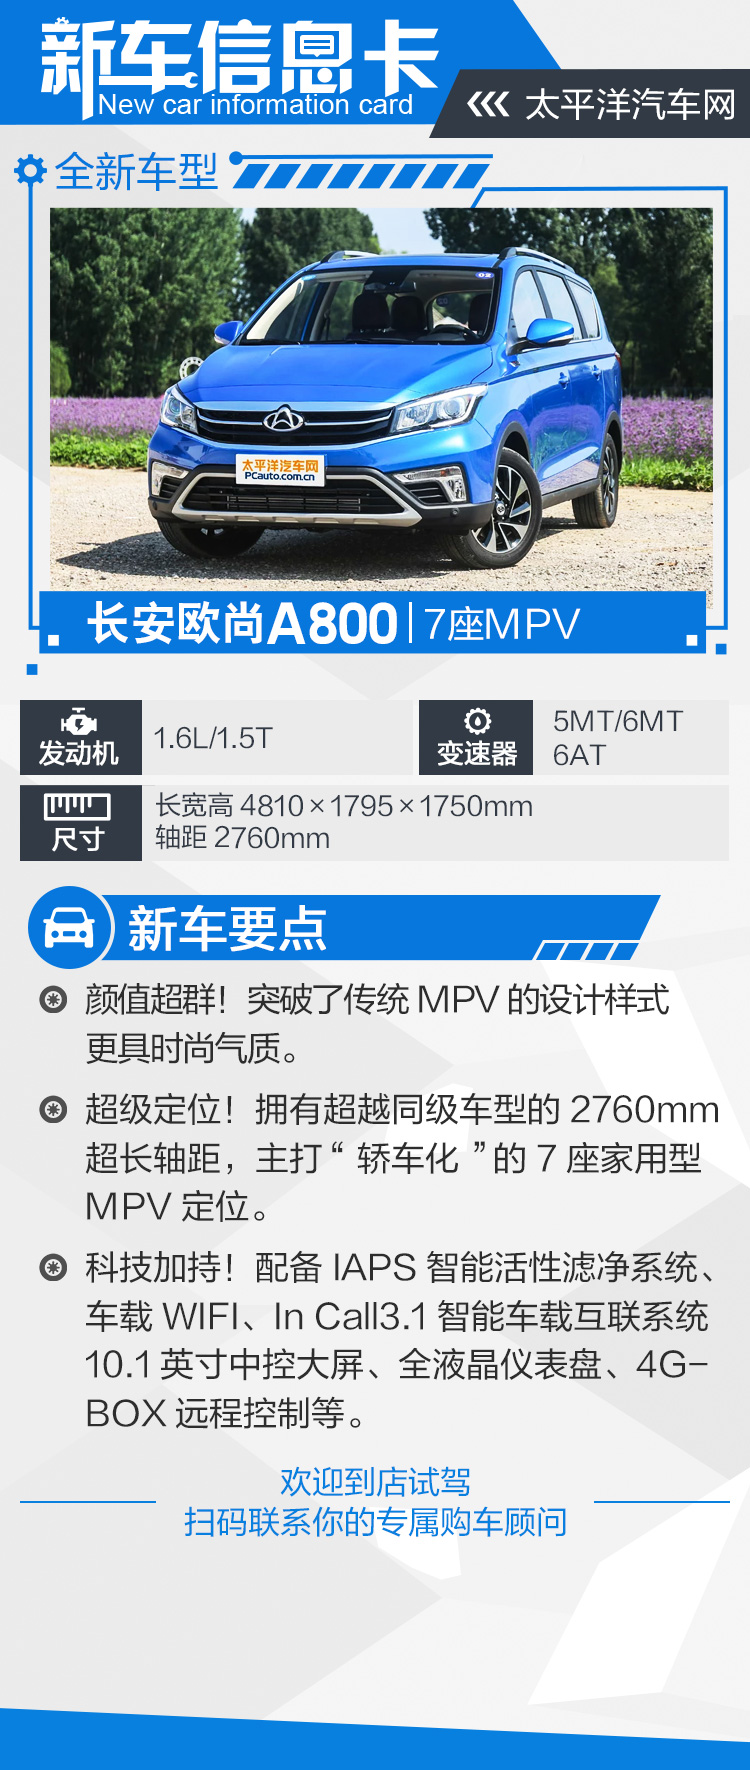 新车信息卡
New car information card
太平洋汽车网
全新车型
02
太平洋汽车网
PCauto.com.cn
长安欧尚A800|7座MPV
发动机
1.6L/1.5T
变速器
5MT/6MT
6AT
尺寸
长宽高 4810×1795×1750mm
轴距 2760mm
新车要点
颜值超群！突破了传统 MPV 的设计样式
更具时尚气质。
超级定位！拥有超越同级车型的 2760mm
超长轴距，主打“ 轿车化 ”的 7 座家用型
MPV 定位。
科技加持！配备 IAPS 智能活性滤净系统、
车载 WIFI、In Call3.1 智能车载互联系统
10.1 英寸中控大屏、全液晶仪表盘、4G-
BOX 远程控制等。
欢迎到店试驾
扫码联系你的专属购车顾问